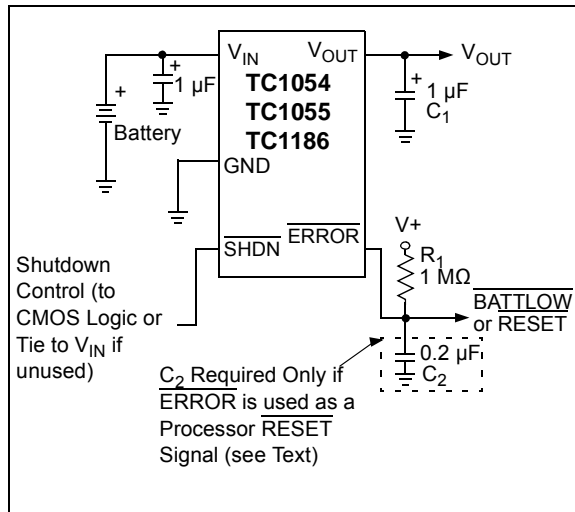 V_IN
V_OUT
V_OUT
+
1 µF
+
Battery
TC1054
TC1055
TC1186
+
1 µF
C_1
GND
SHDN
ERROR
V+
R_1
1 MΩ
Shutdown
Control (to
CMOS Logic or
Tie to V_IN if
unused)
BATTLOW
or RESET
0.2 µF
C_2
C_2 Required Only if
ERROR is used as a
Processor RESET
Signal (see Text)